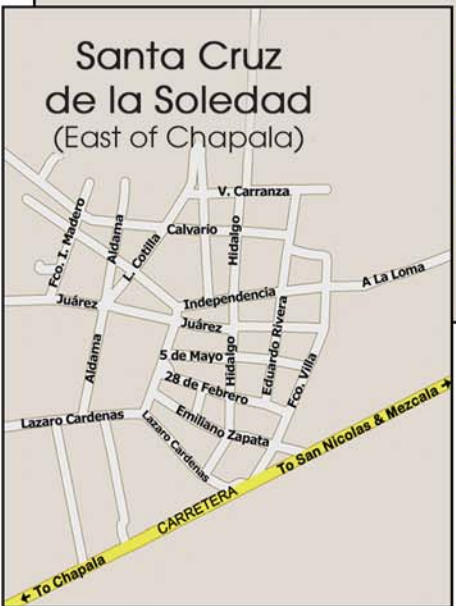 Santa Cruz
de la Soledad
(East of Chapala)
V. Carranza
Fco. I. Madero
Aldama
L. Cotilla
Calvario
Hidalgo
A La Loma
Juárez
Independencia
Juárez
Eduardo Rivera
Aldama
5 de Mayo
Hidalgo
Fco. Villa
28 de Febrero
Lazaro Cardenas
Lazaro Cardenas
Emiliano Zapata
To San Nicolas & Mezcala →
CARRETERA
← To Chapala